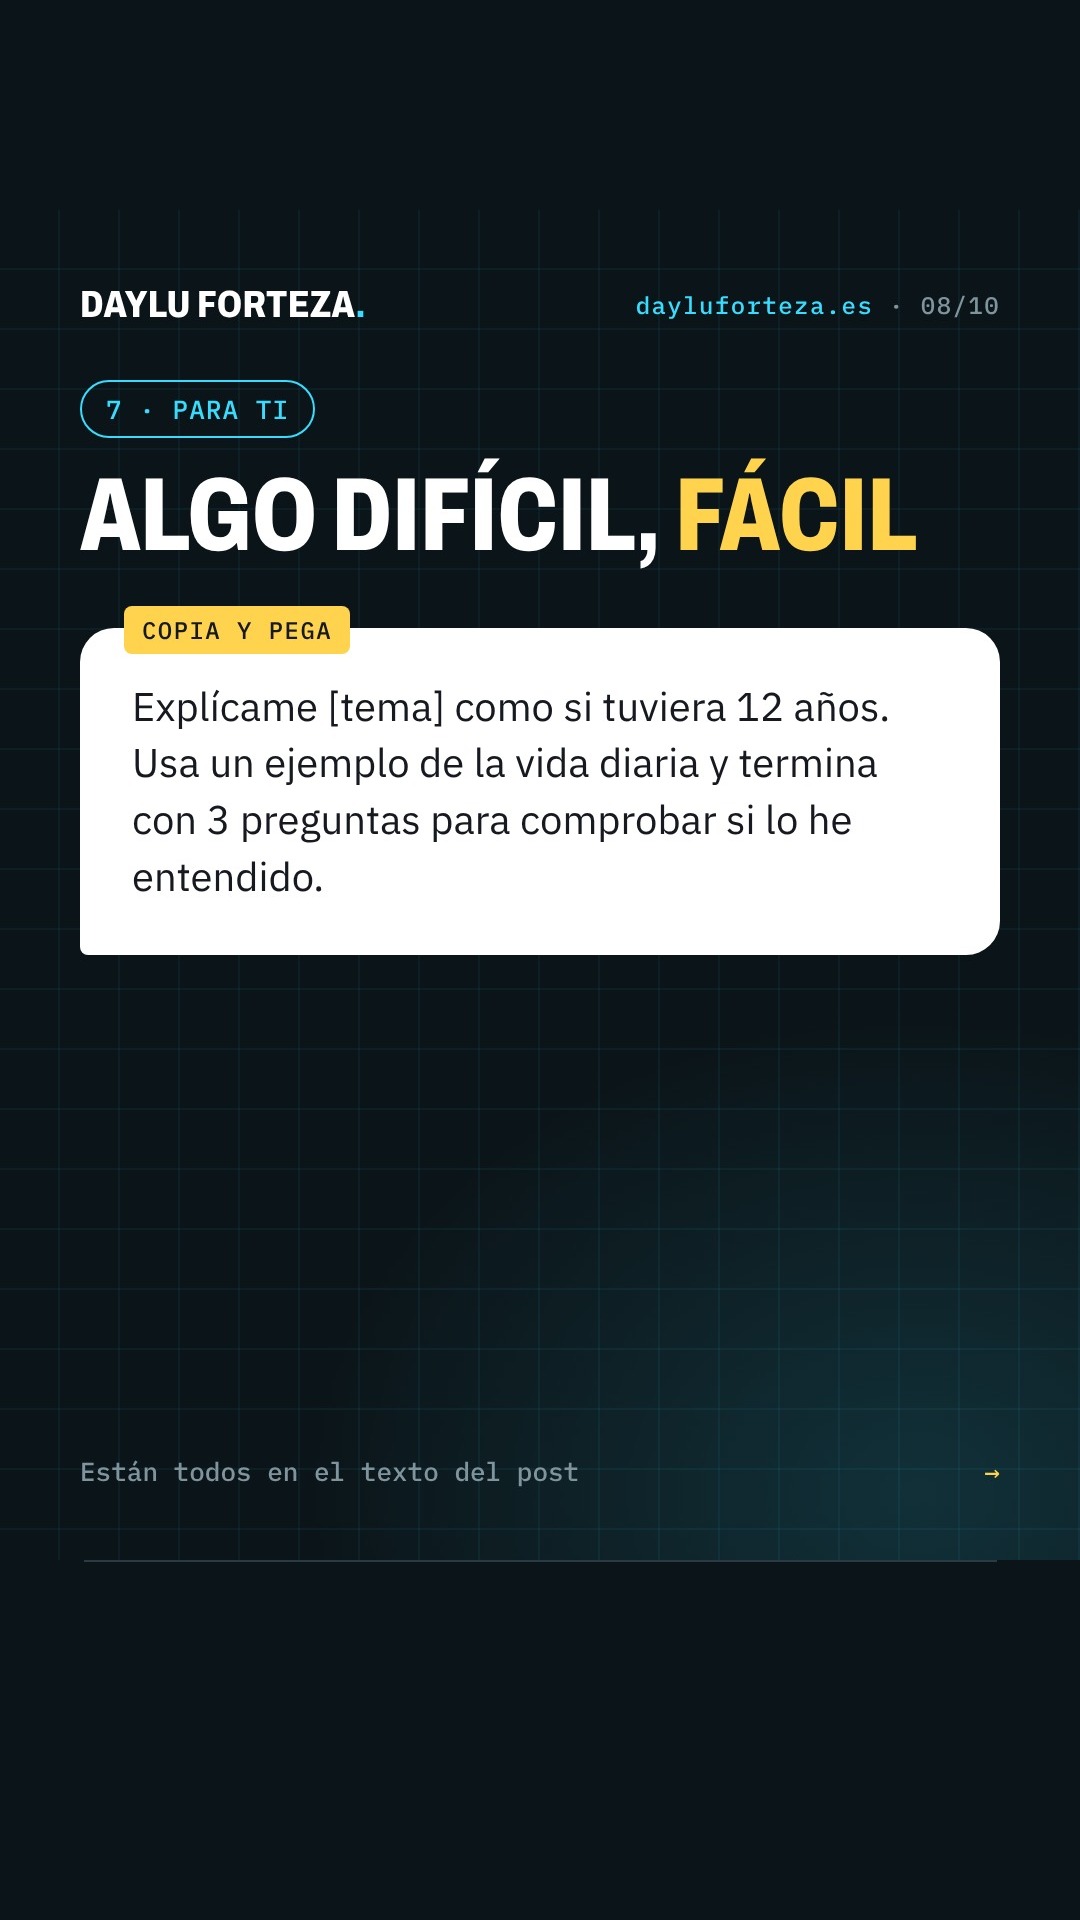 DAYLU FORTEZA.
dayluforteza.es · 08/10
7 · PARA TI
ALGO DIFÍCIL, FÁCIL
COPIA Y PEGA
Explícame [tema] como si tuviera 12 años.
Usa un ejemplo de la vida diaria y termina
con 3 preguntas para comprobar si lo he
entendido.
Están todos en el texto del post →